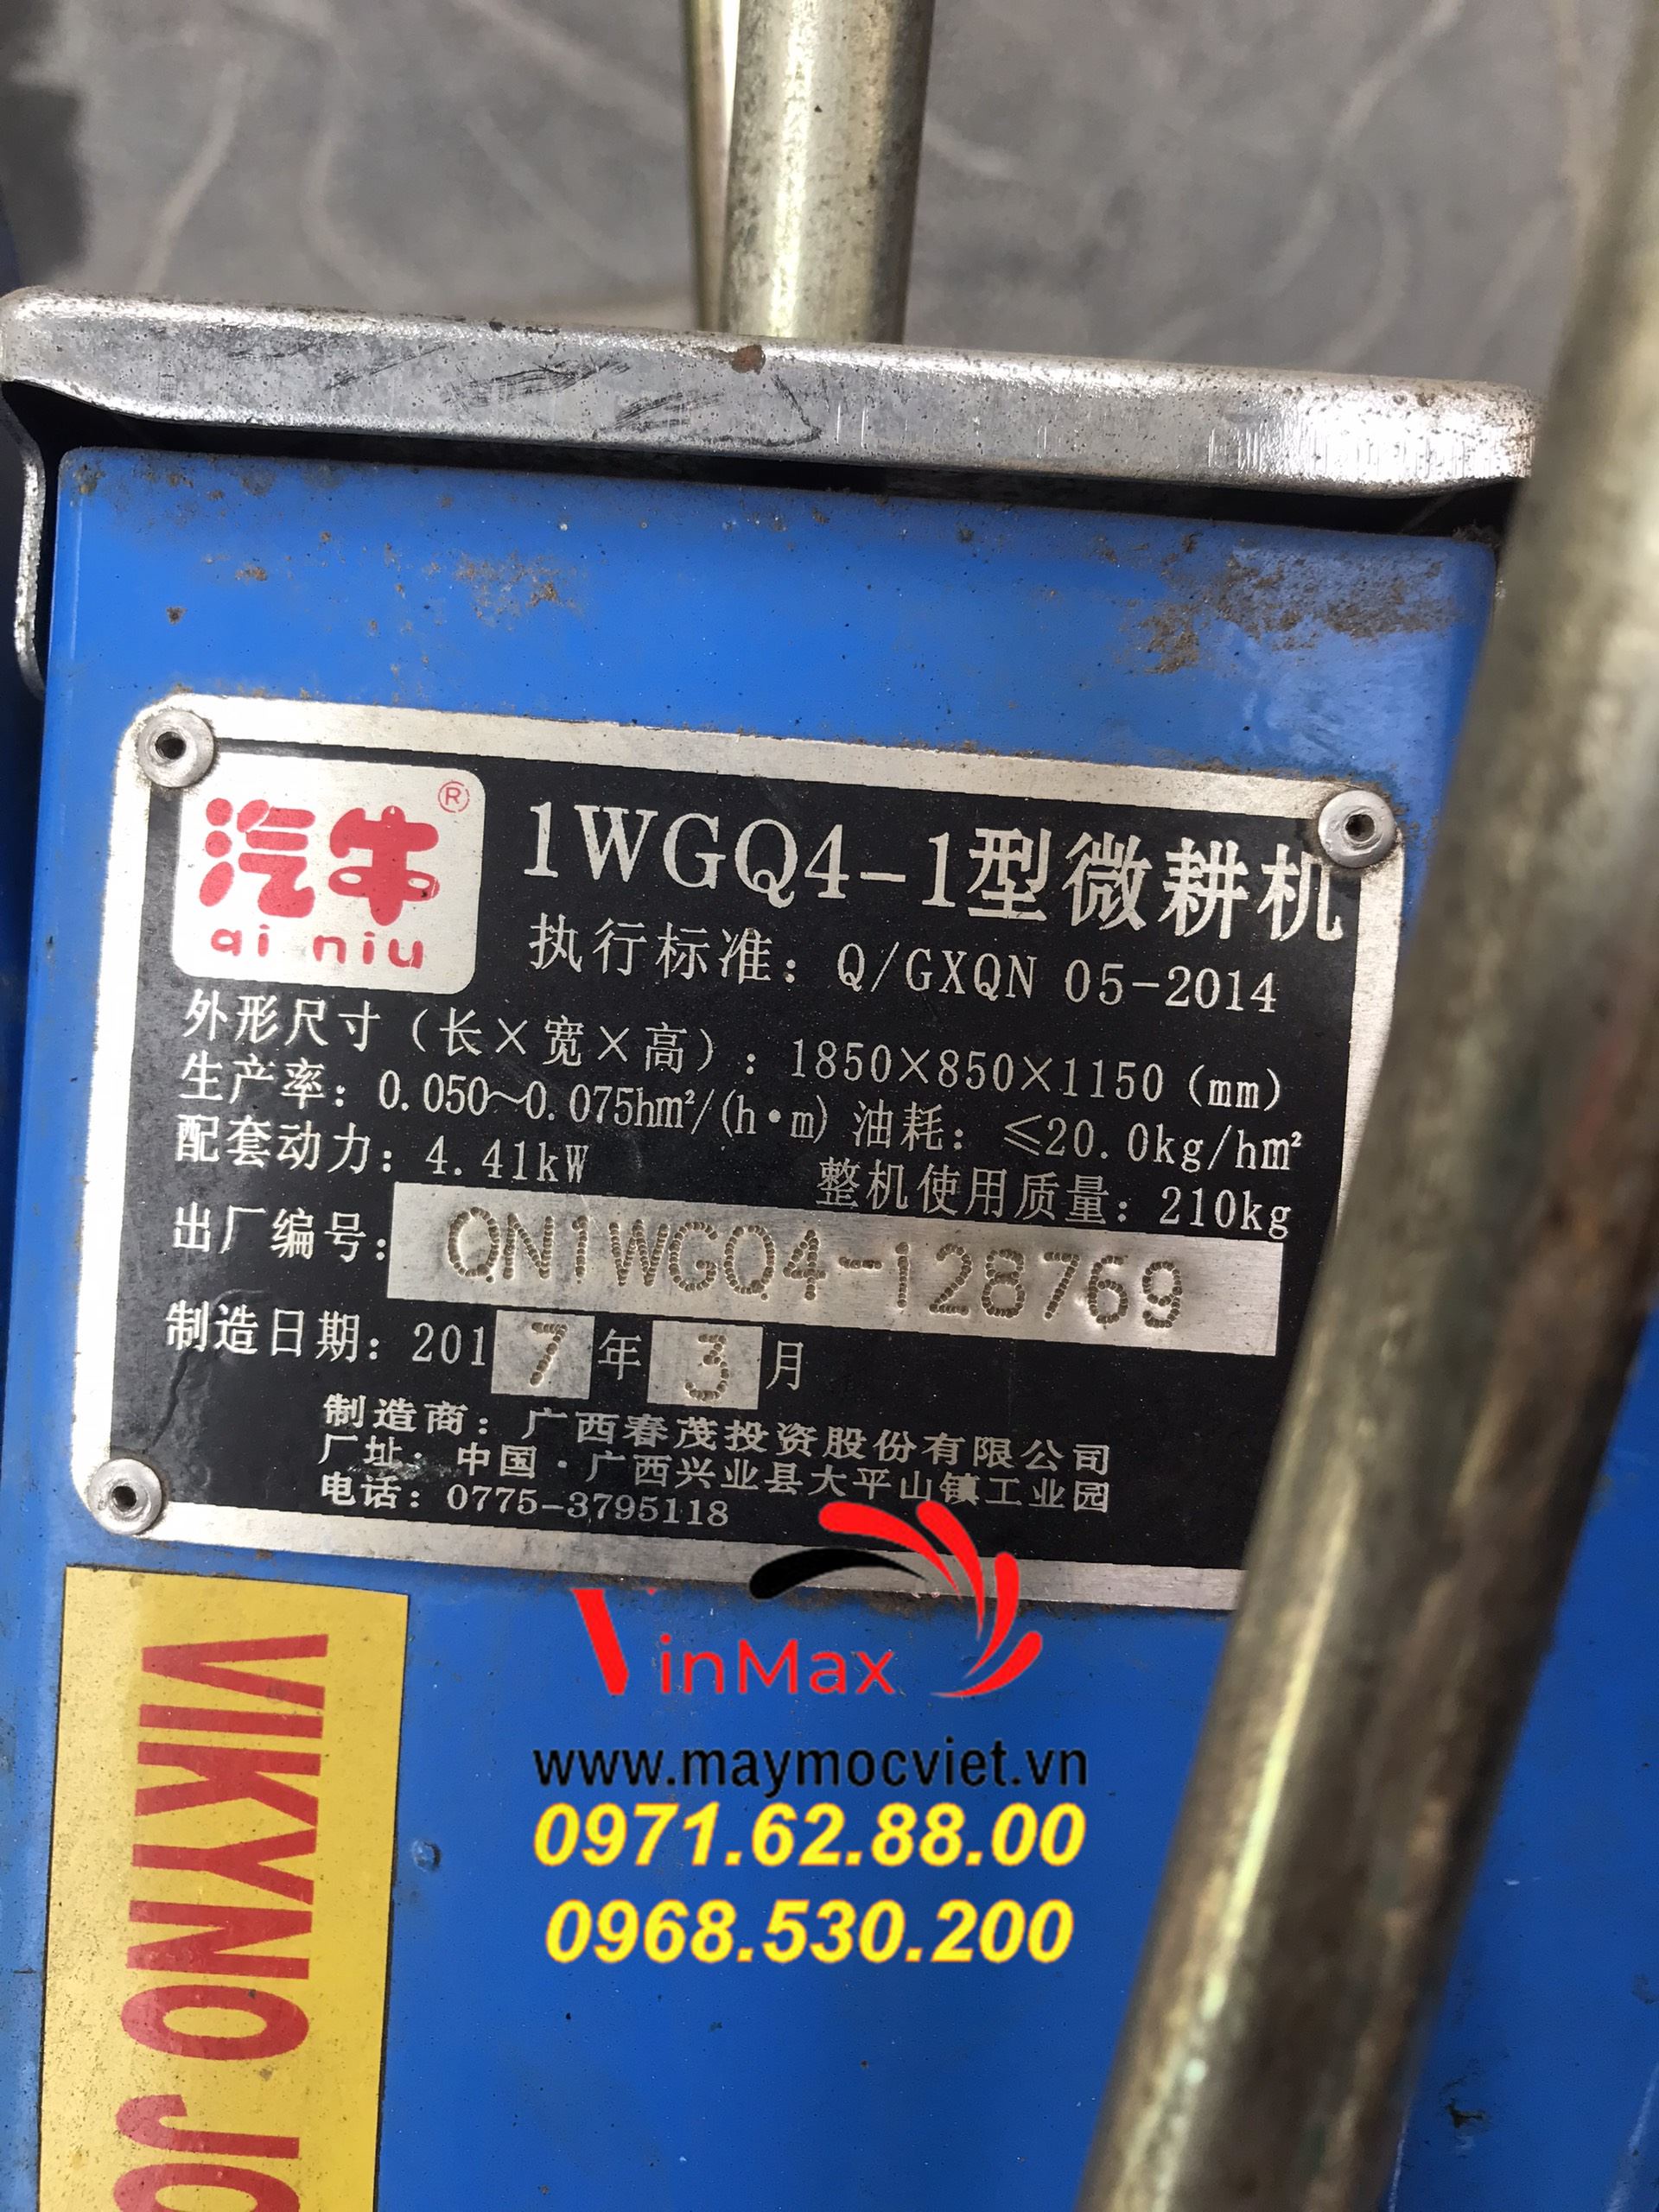 汽牛®
qi niu
1WGQ4-1型微耕机
执行标准：Q/GXQN 05-2014
外形尺寸（长×宽×高）：1850×850×1150（mm）
生产率：0.050~0.075hm²/(h·m) 油耗：≤20.0kg/hm²
配套动力：4.41kW 整机使用质量：210kg
出厂编号：QN1WGQ4-128769
制造日期：2017年3月
制造商：广西春茂投资股份有限公司
厂址：中国·广西兴业县大平山镇工业园
电话：0775-3795118
VinMax
www.maymocviet.vn
0971.62.88.00
0968.530.200
VIKYNO